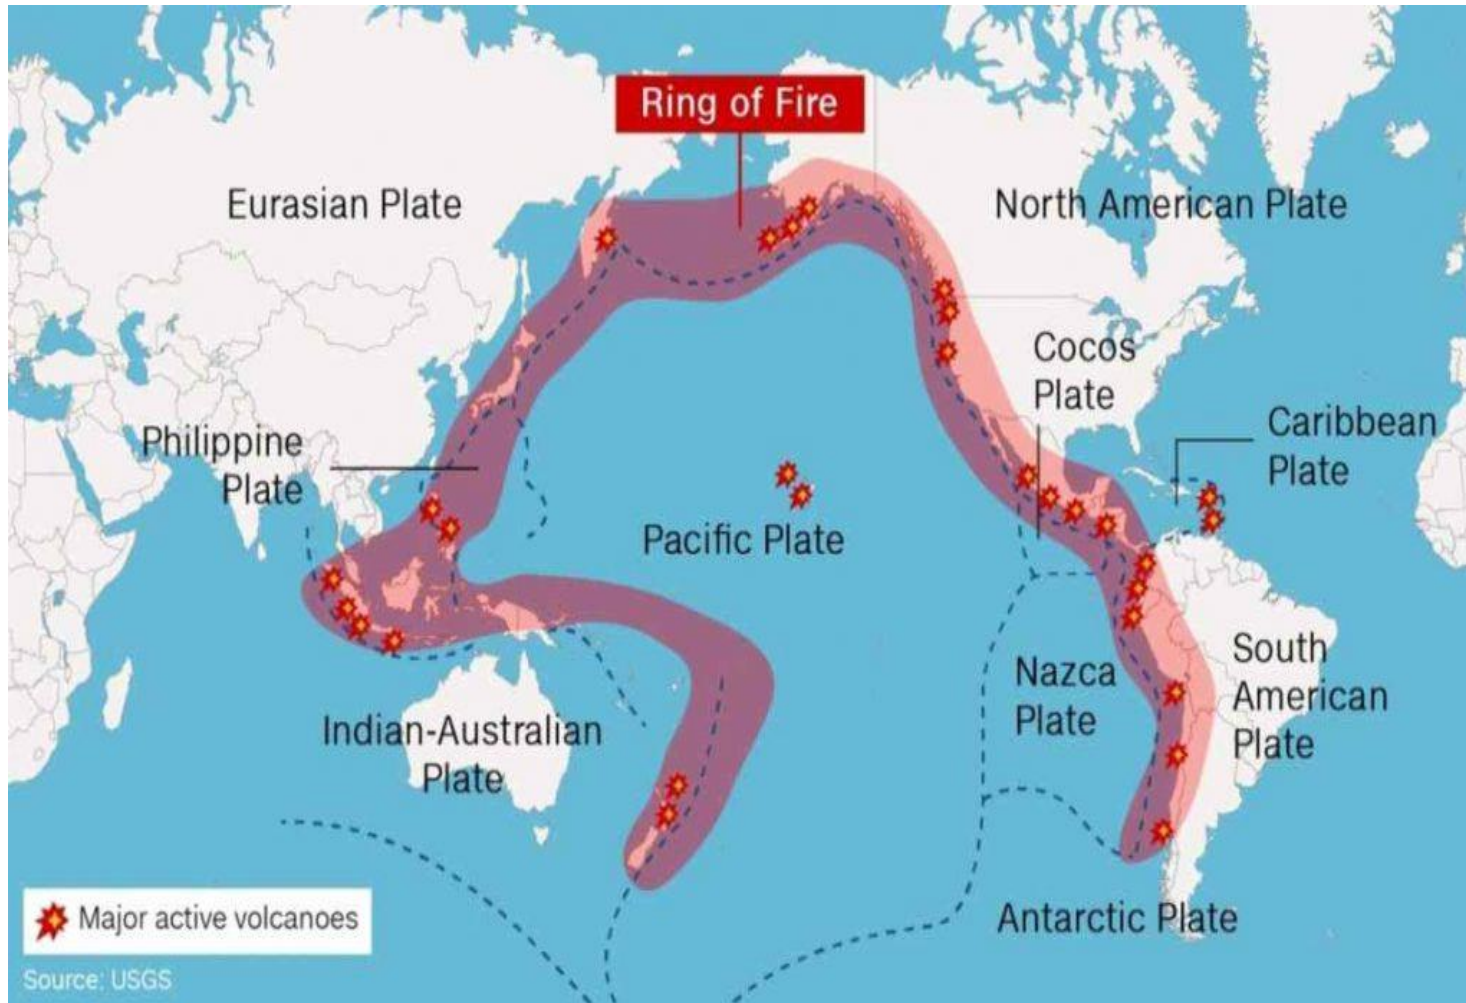 Ring of Fire
Eurasian Plate
North American Plate
Cocos
Plate
Caribbean
Plate
Philippine
Plate
Pacific Plate
Nazca
Plate
South
American
Plate
Indian-Australian
Plate
Antarctic Plate
Major active volcanoes
Source: USGS